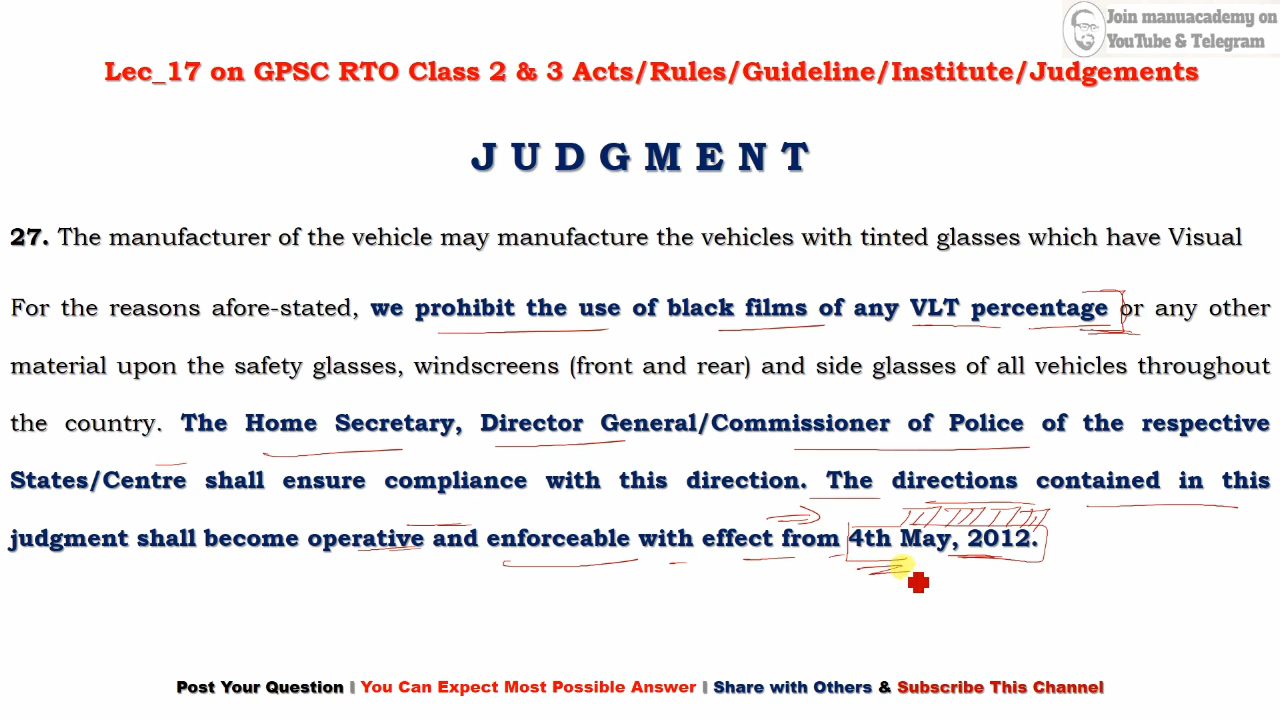 Join manuacademy on
YouTube & Telegram
Lec_17 on GPSC RTO Class 2 & 3 Acts/Rules/Guideline/Institute/Judgements
J U D G M E N T
27. The manufacturer of the vehicle may manufacture the vehicles with tinted glasses which have Visual
For the reasons afore-stated, we prohibit the use of black films of any VLT percentage or any other
material upon the safety glasses, windscreens (front and rear) and side glasses of all vehicles throughout
the country. The Home Secretary, Director General/Commissioner of Police of the respective
States/Centre shall ensure compliance with this direction. The directions contained in this
judgment shall become operative and enforceable with effect from 4th May, 2012.
Post Your Question | You Can Expect Most Possible Answer | Share with Others & Subscribe This Channel